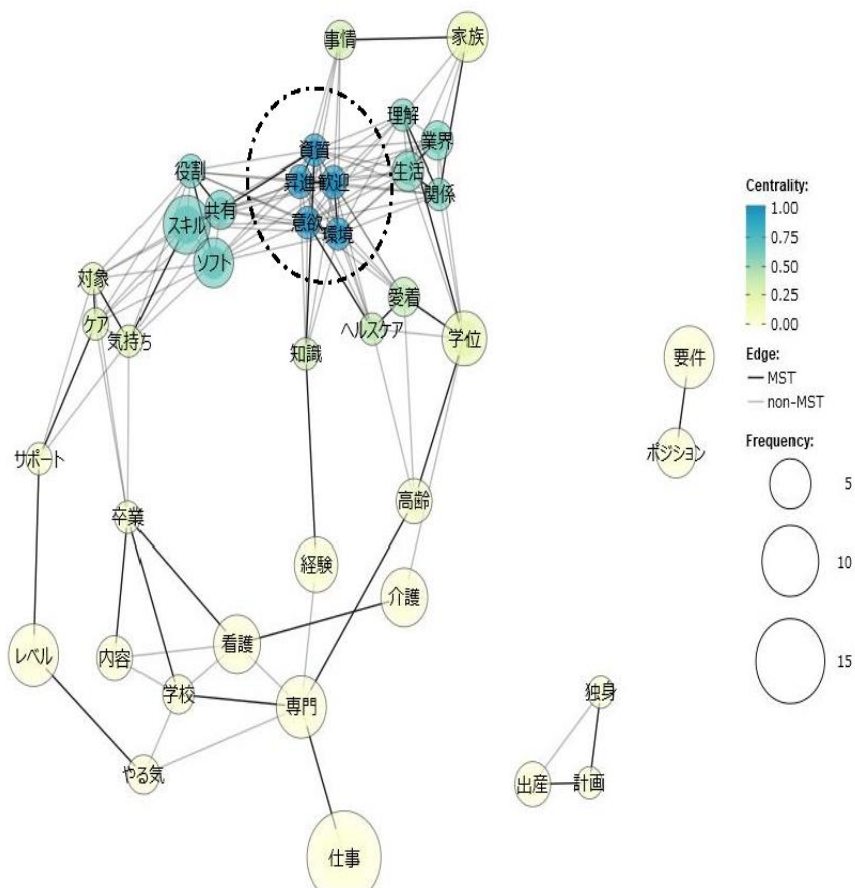 事情
家族
理解
業界
資質
役割
生活
昇進
歓迎
関係
共有
スキル
意欲
環境
ソフト
対象
愛着
ケア
気持ち
ヘルスケア
知識
学位
サポート
高齢
卒業
経験
介護
看護
レベル
内容
学校
専門
やる気
仕事
要件
ポジション
独身
出産
計画
Centrality:
1.00
0.75
0.50
0.25
0.00
Edge:
MST
non-MST
Frequency:
5
10
15